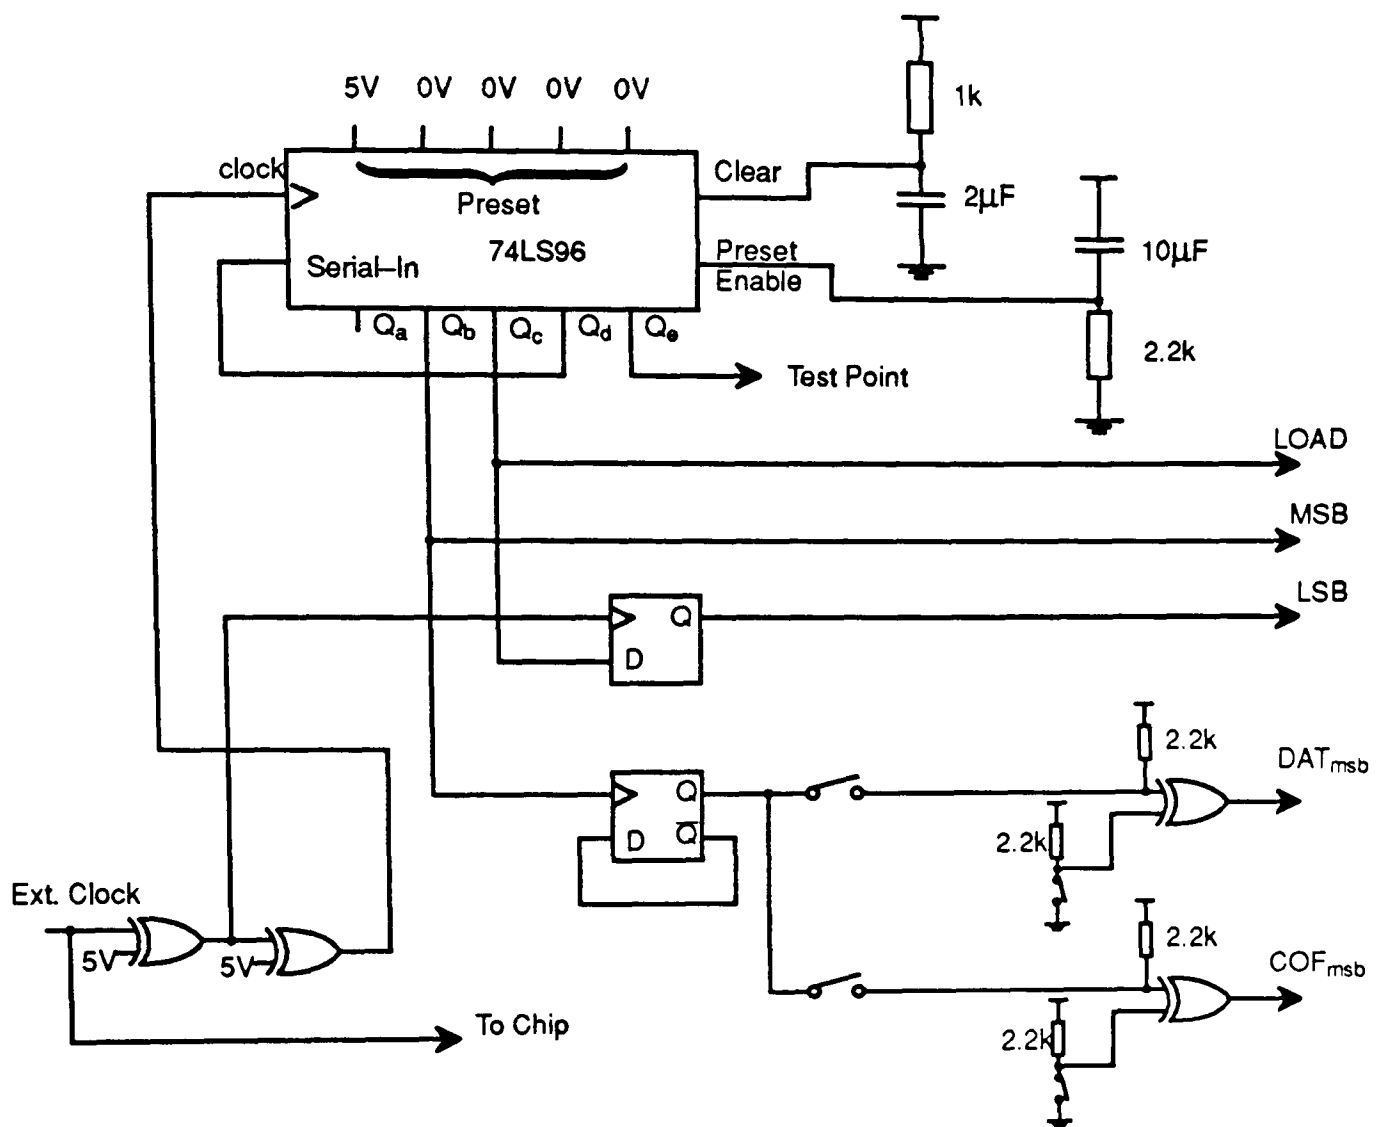 5V 0V 0V 0V 0V
1k
clock
Clear
Preset
2μF
74LS96
Preset
Enable
10μF
Serial–In
Qa Qb Qc Qd Qe
2.2k
Test Point
LOAD
MSB
LSB
Q
D
2.2k
DATmsb
Q
D Q
2.2k
Ext. Clock
5V
5V
2.2k
COFmsb
To Chip
2.2k